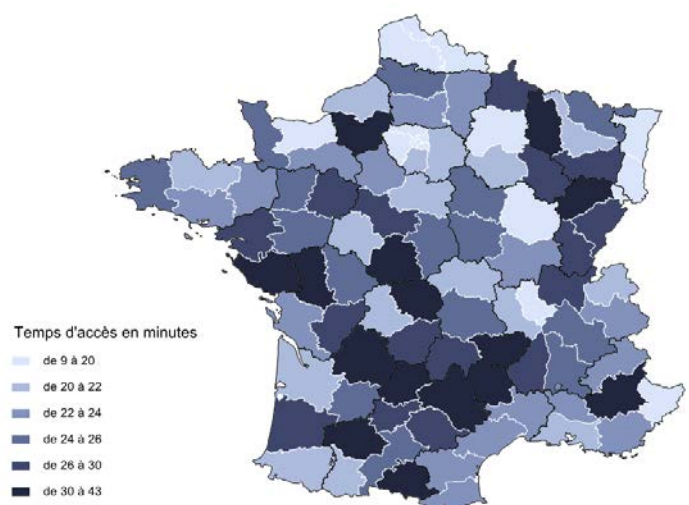 Temps d'accès en minutes
de 9 à 20
de 20 à 22
de 22 à 24
de 24 à 26
de 26 à 30
de 30 à 43